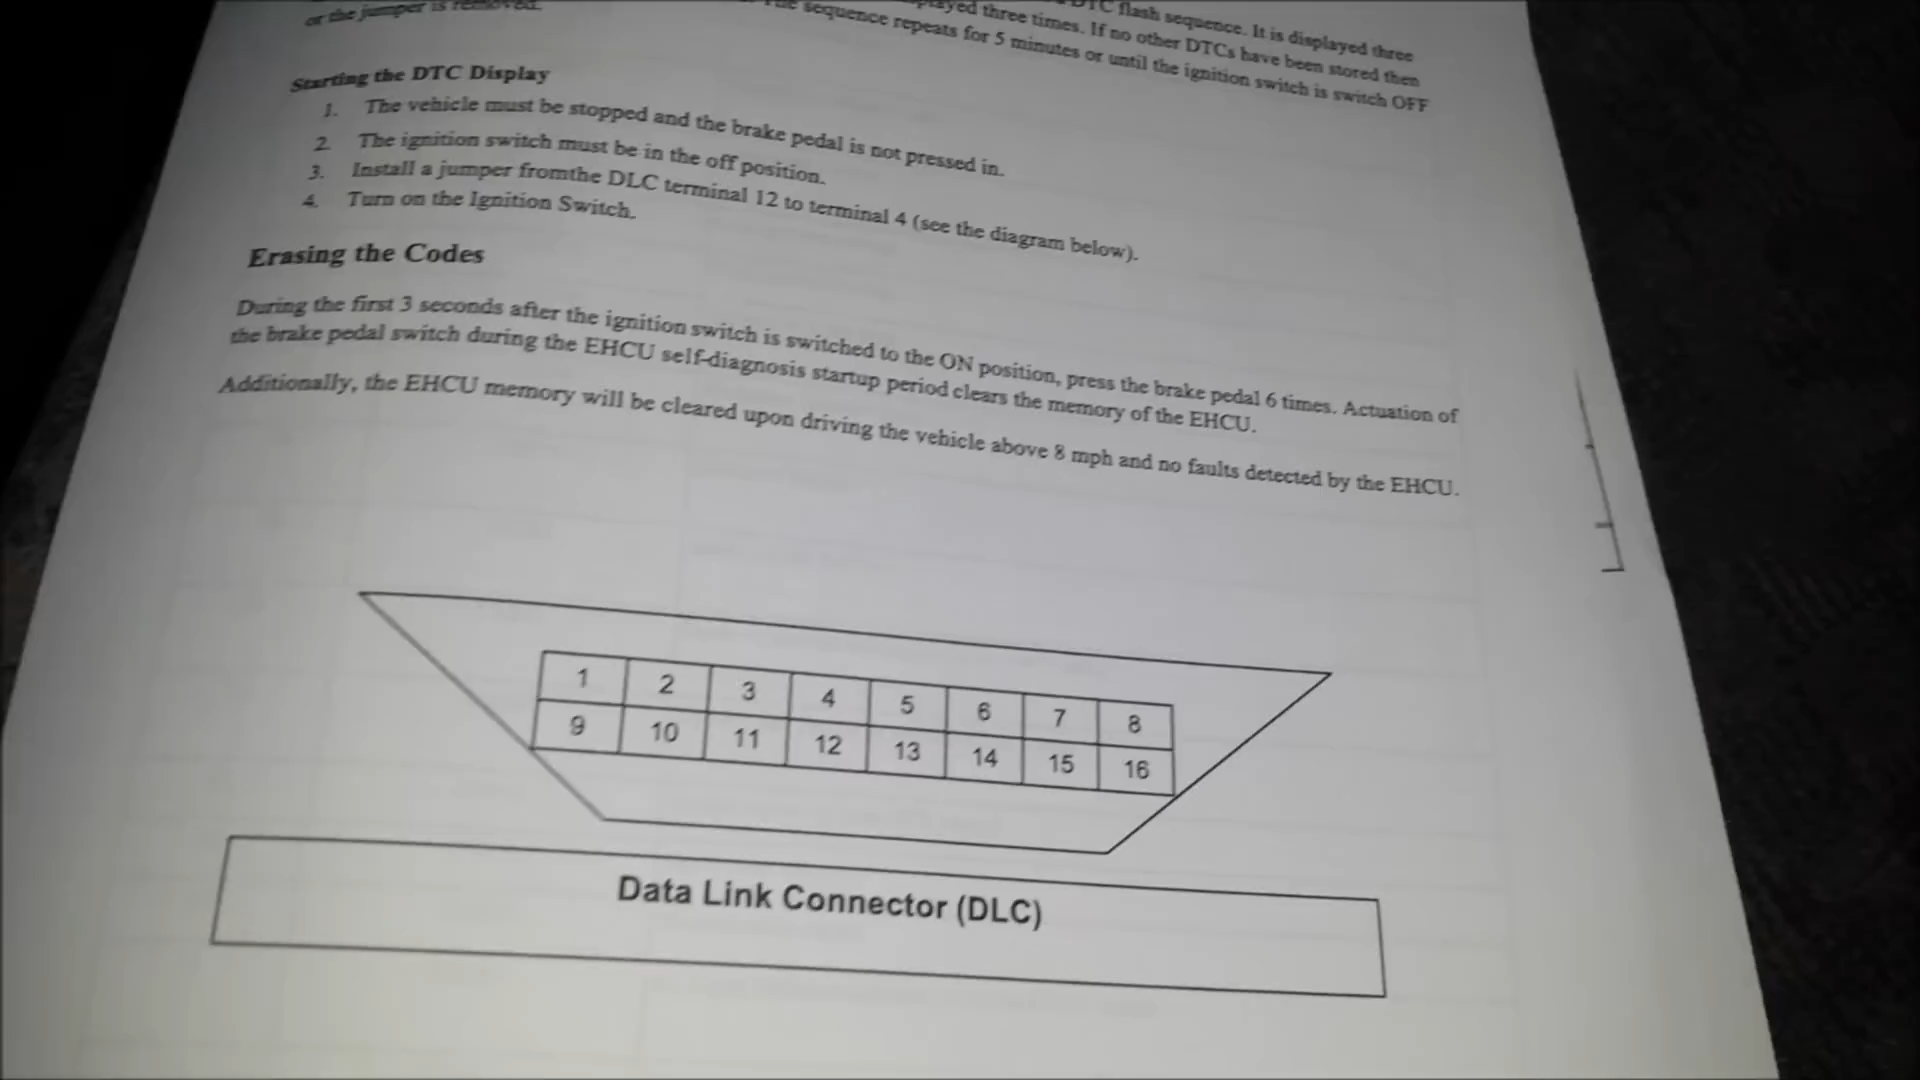 DTC flash sequence. It is displayed three
three times. If no other DTCs have been stored then
sequence repeats for 5 minutes or until the ignition switch is switch OFF
or the jumper is removed.
Starting the DTC Display
1. The vehicle must be stopped and the brake pedal is not pressed in.
2. The ignition switch must be in the off position.
3. Install a jumper fromthe DLC terminal 12 to terminal 4 (see the diagram below).
4. Turn on the Ignition Switch.
Erasing the Codes
During the first 3 seconds after the ignition switch is switched to the ON position, press the brake pedal 6 times. Actuation of
the brake pedal switch during the EHCU self-diagnosis startup period clears the memory of the EHCU.
Additionally, the EHCU memory will be cleared upon driving the vehicle above 8 mph and no faults detected by the EHCU.
1 2 3 4 5 6 7 8
9 10 11 12 13 14 15 16
Data Link Connector (DLC)